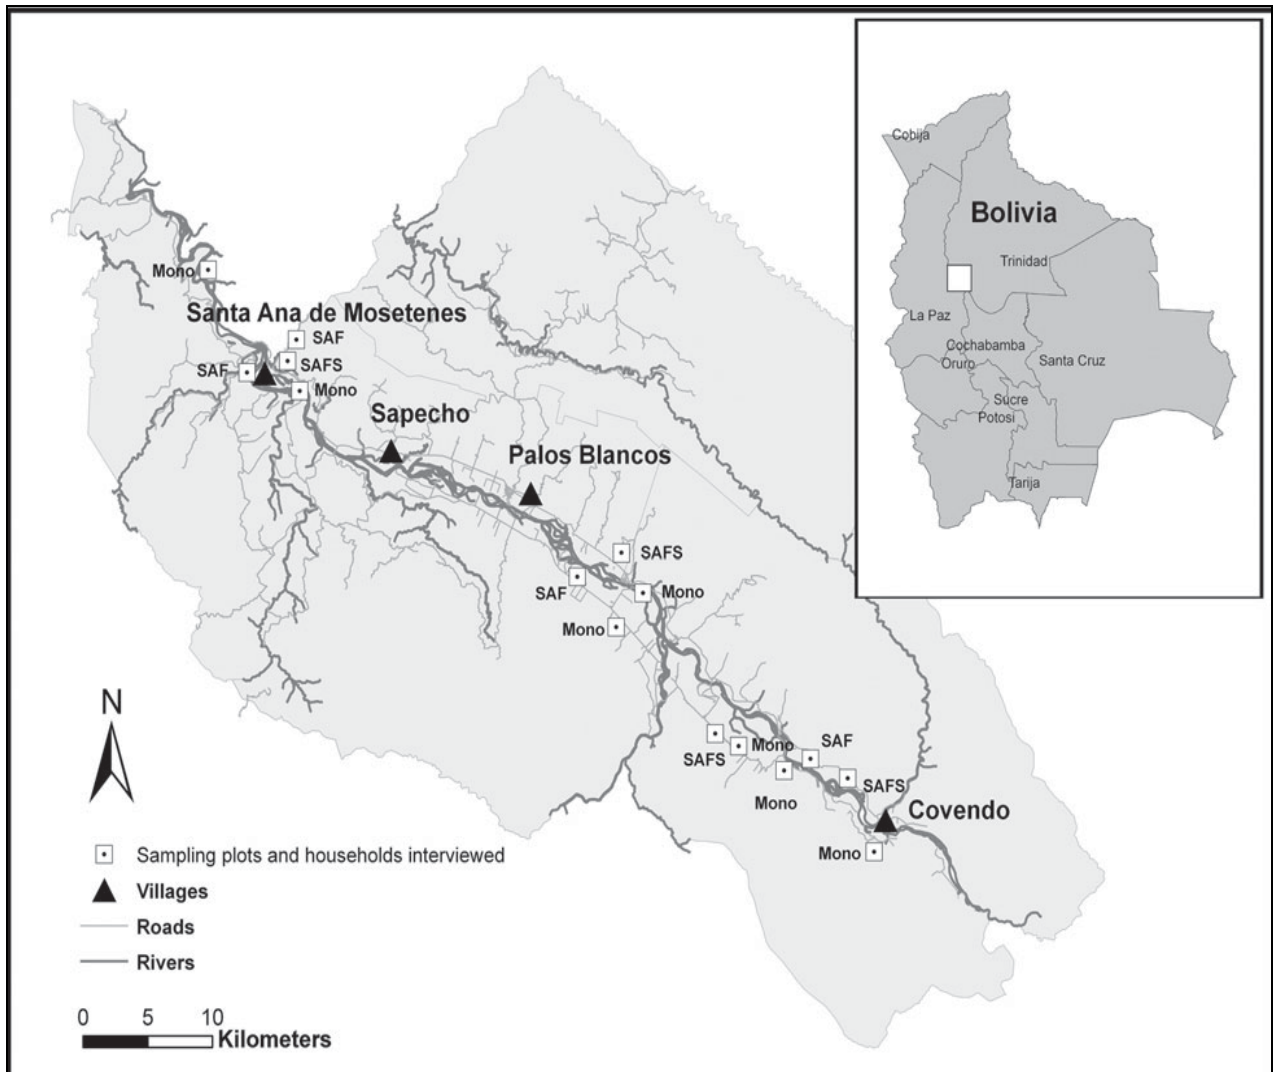 Cobija
Bolivia
Trinidad
La Paz
Cochabamba
Oruro
Santa Cruz
Sucre
Potosi
Tarija
Mono
Santa Ana de Mosetenes
SAF
SAFS
SAF
Mono
Sapecho
Palos Blancos
SAFS
SAF
Mono
Mono
SAF
Mono
SAFS
SAFS
Mono
Covendo
Mono
N
Sampling plots and households interviewed
Villages
Roads
Rivers
0 5 10
Kilometers